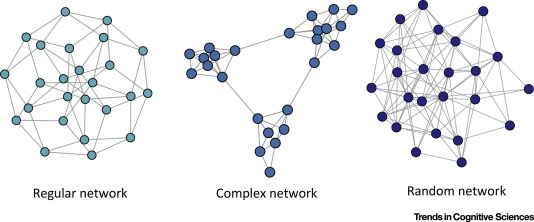 Regular network
Complex network
Random network
Trends in Cognitive Sciences